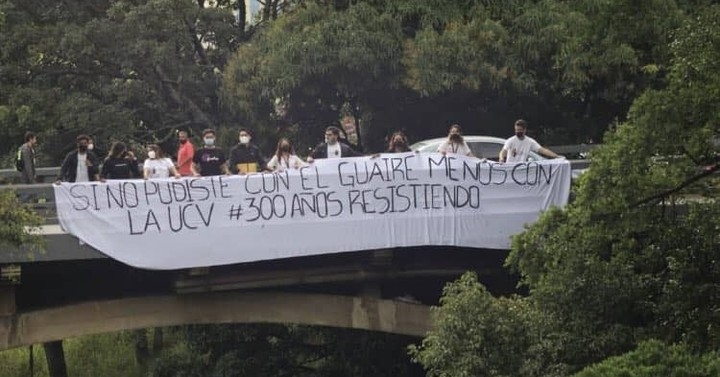 SI NO PUDISTE CON EL GUAIRE MENOS CON
LA UCV #300 AÑOS RESISTIENDO